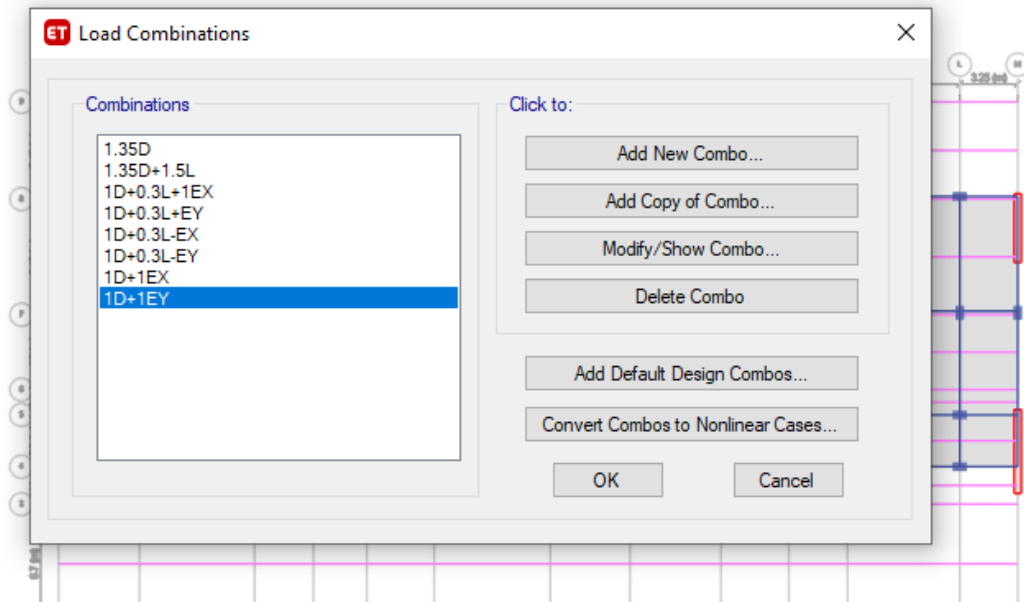 ET Load Combinations
Combinations
1.35D
1.35D+1.5L
1D+0.3L+1EX
1D+0.3L+EY
1D+0.3L-EX
1D+0.3L-EY
1D+1EX
1D+1EY
Click to:
Add New Combo...
Add Copy of Combo...
Modify/Show Combo...
Delete Combo
Add Default Design Combos...
Convert Combos to Nonlinear Cases...
OK
Cancel
L
3.25 (m)
F